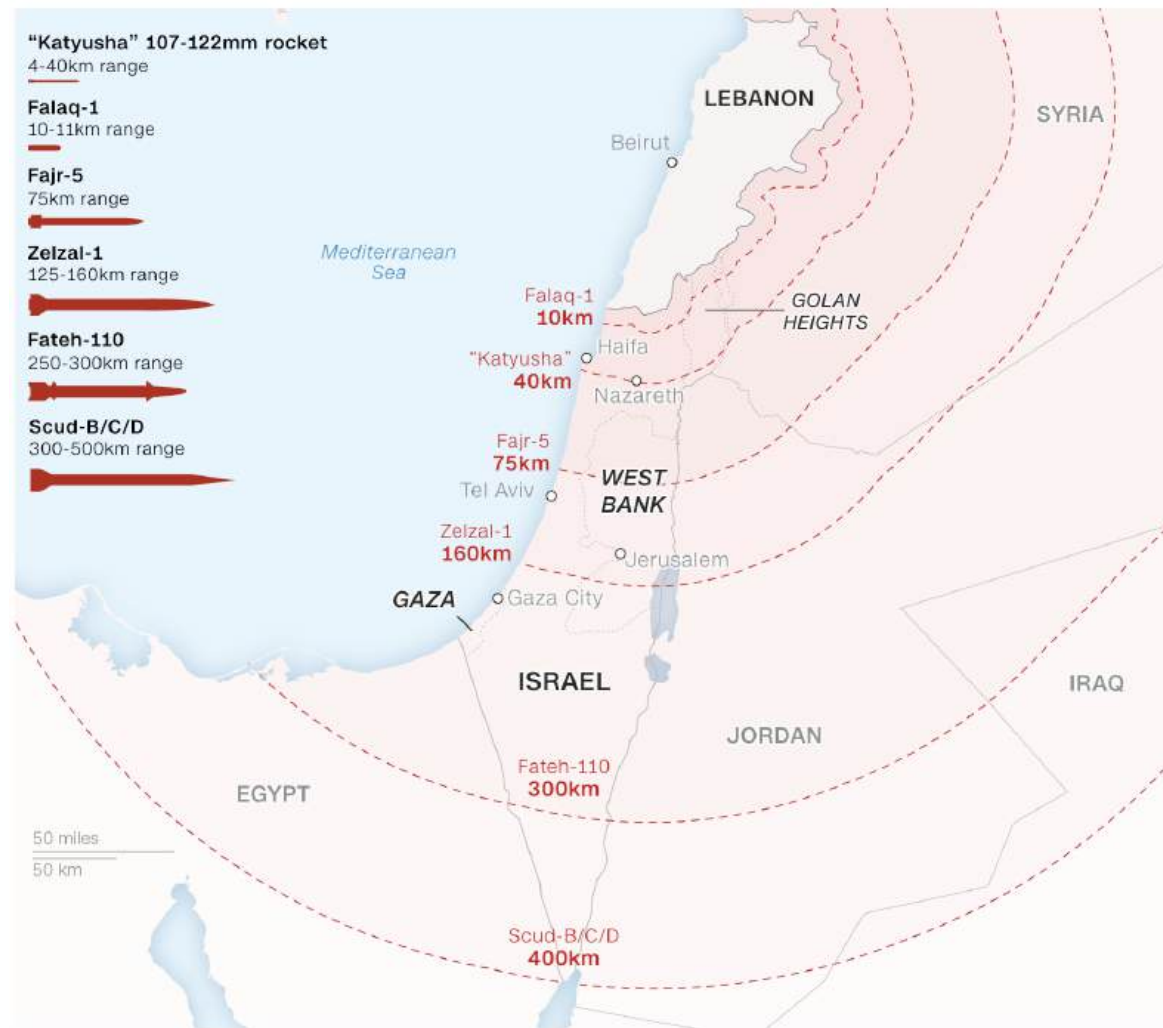 “Katyusha” 107-122mm rocket
4-40km range
Falaq-1
10-11km range
Fajr-5
75km range
Zelzal-1
125-160km range
Fateh-110
250-300km range
Scud-B/C/D
300-500km range
LEBANON
SYRIA
Beirut
Mediterranean
Sea
Falaq-1
10km
GOLAN
HEIGHTS
Haifa
“Katyusha”
40km
Nazareth
Fajr-5
75km
WEST
BANK
Tel Aviv
Zelzal-1
160km
Jerusalem
GAZA
Gaza City
ISRAEL
IRAQ
JORDAN
Fateh-110
300km
EGYPT
50 miles
50 km
Scud-B/C/D
400km